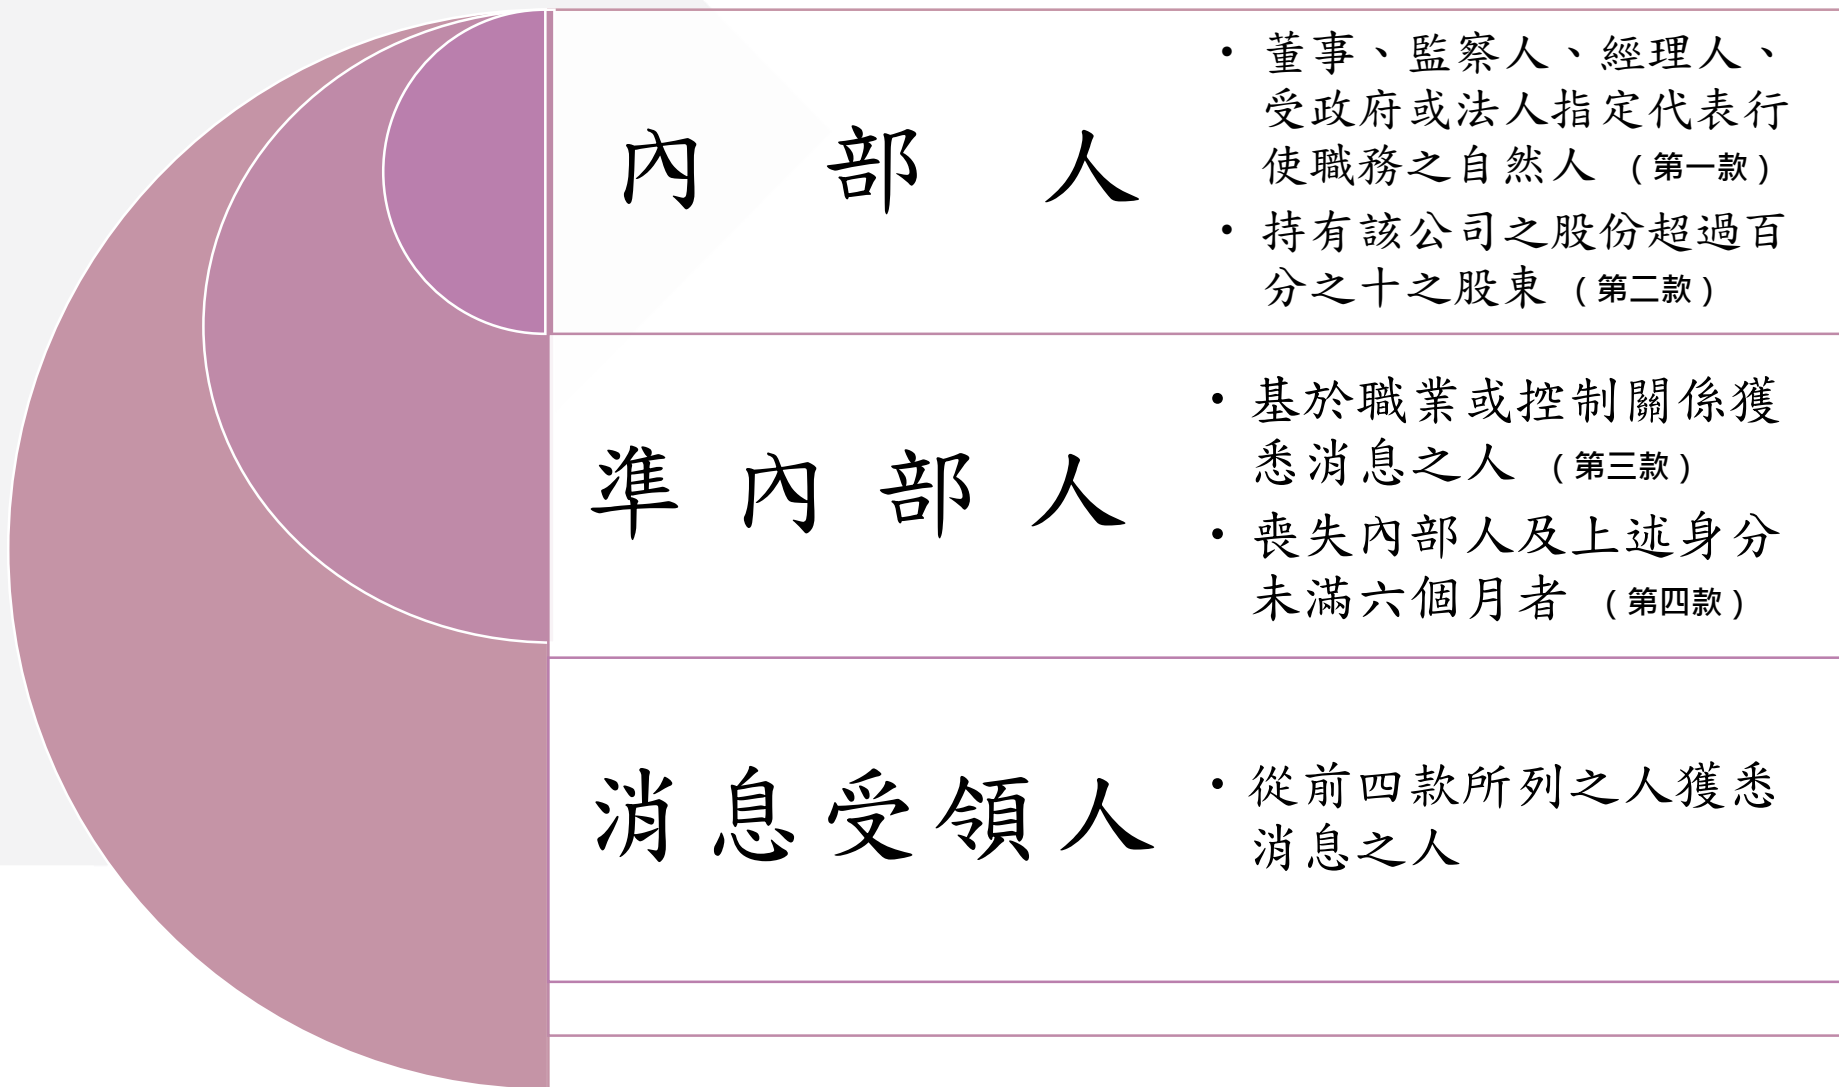 內部人
• 董事、監察人、經理人、
受政府或法人指定代表行
使職務之自然人 (第一款)
• 持有該公司之股份超過百
分之十之股東 (第二款)
準內部人
• 基於職業或控制關係獲
悉消息之人 (第三款)
• 喪失內部人及上述身分
未滿六個月者 (第四款)
消息受領人
• 從前四款所列之人獲悉
消息之人